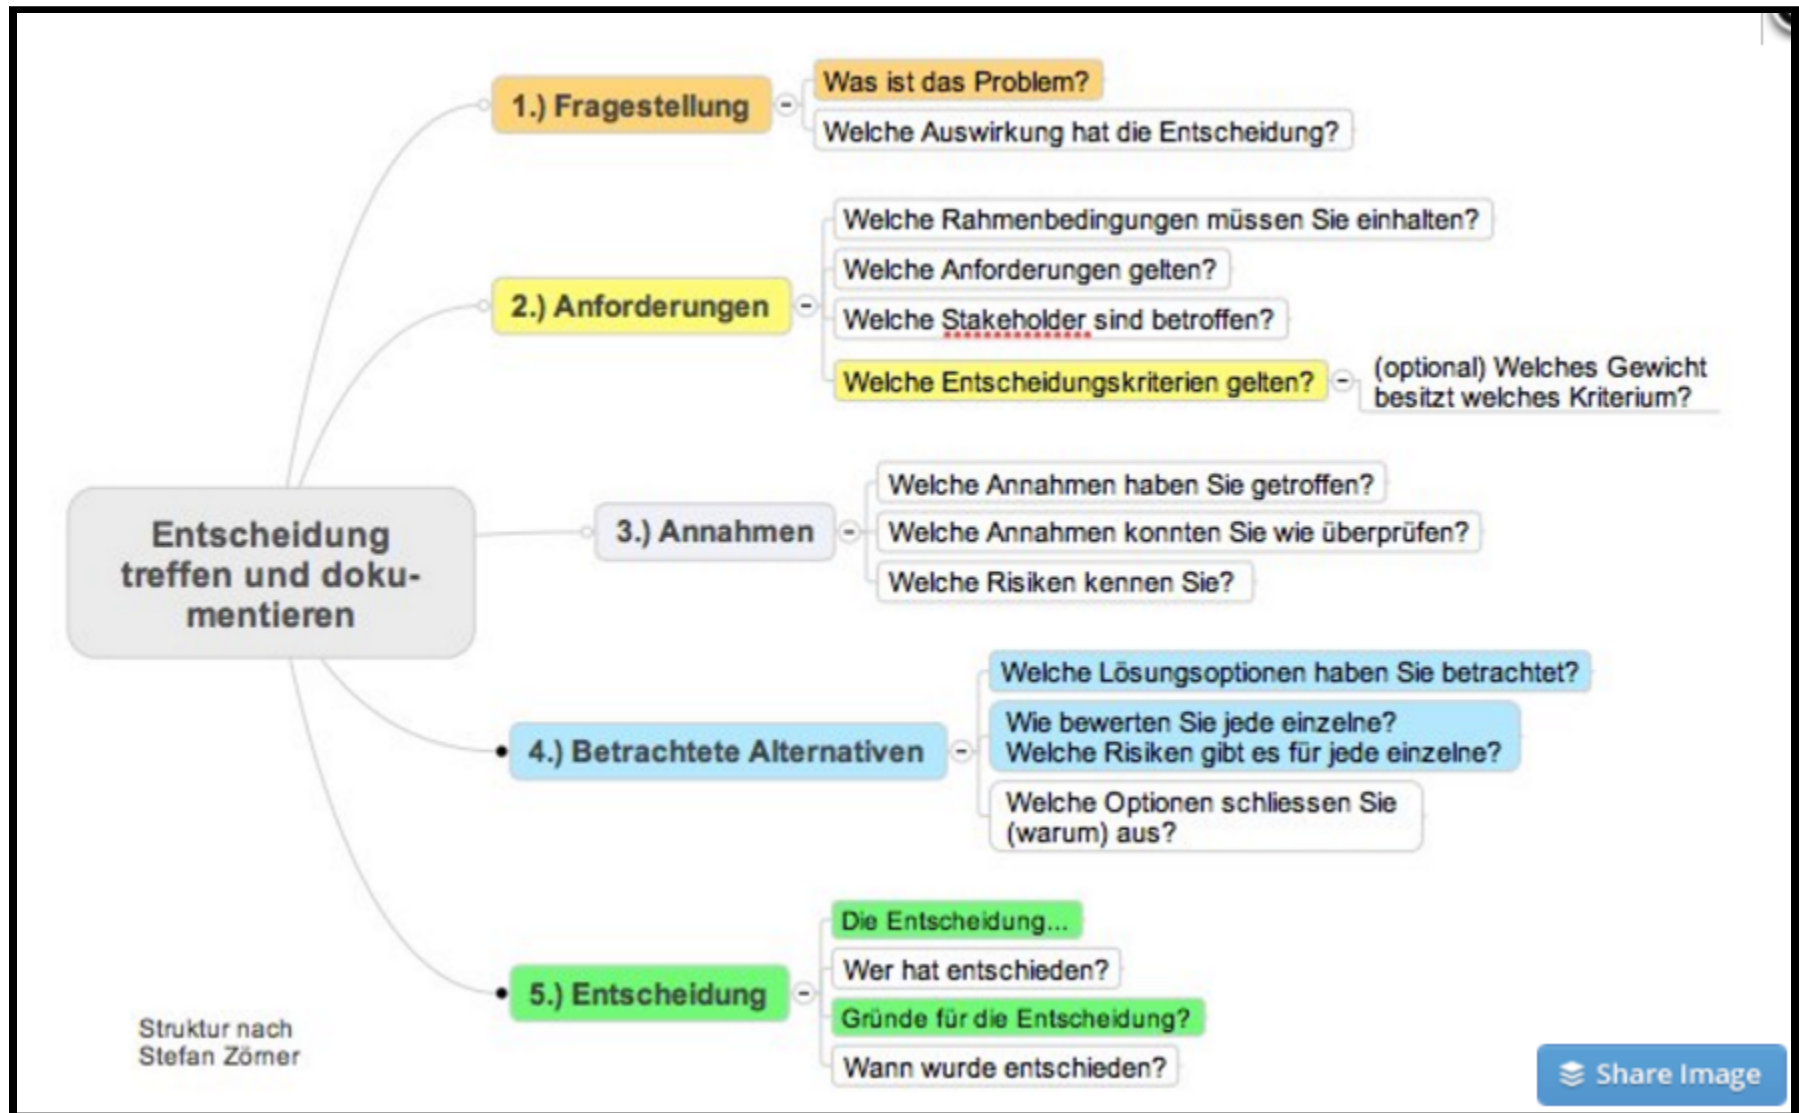 1.) Fragestellung
Was ist das Problem?
Welche Auswirkung hat die Entscheidung?
2.) Anforderungen
Welche Rahmenbedingungen müssen Sie einhalten?
Welche Anforderungen gelten?
Welche Stakeholder sind betroffen?
Welche Entscheidungskriterien gelten?
(optional) Welches Gewicht
besitzt welches Kriterium?
Entscheidung
treffen und doku-
mentieren
3.) Annahmen
Welche Annahmen haben Sie getroffen?
Welche Annahmen konnten Sie wie überprüfen?
Welche Risiken kennen Sie?
4.) Betrachtete Alternativen
Welche Lösungsoptionen haben Sie betrachtet?
Wie bewerten Sie jede einzelne?
Welche Risiken gibt es für jede einzelne?
Welche Optionen schliessen Sie
(warum) aus?
5.) Entscheidung
Die Entscheidung...
Wer hat entschieden?
Gründe für die Entscheidung?
Wann wurde entschieden?
Struktur nach
Stefan Zörner
Share Image